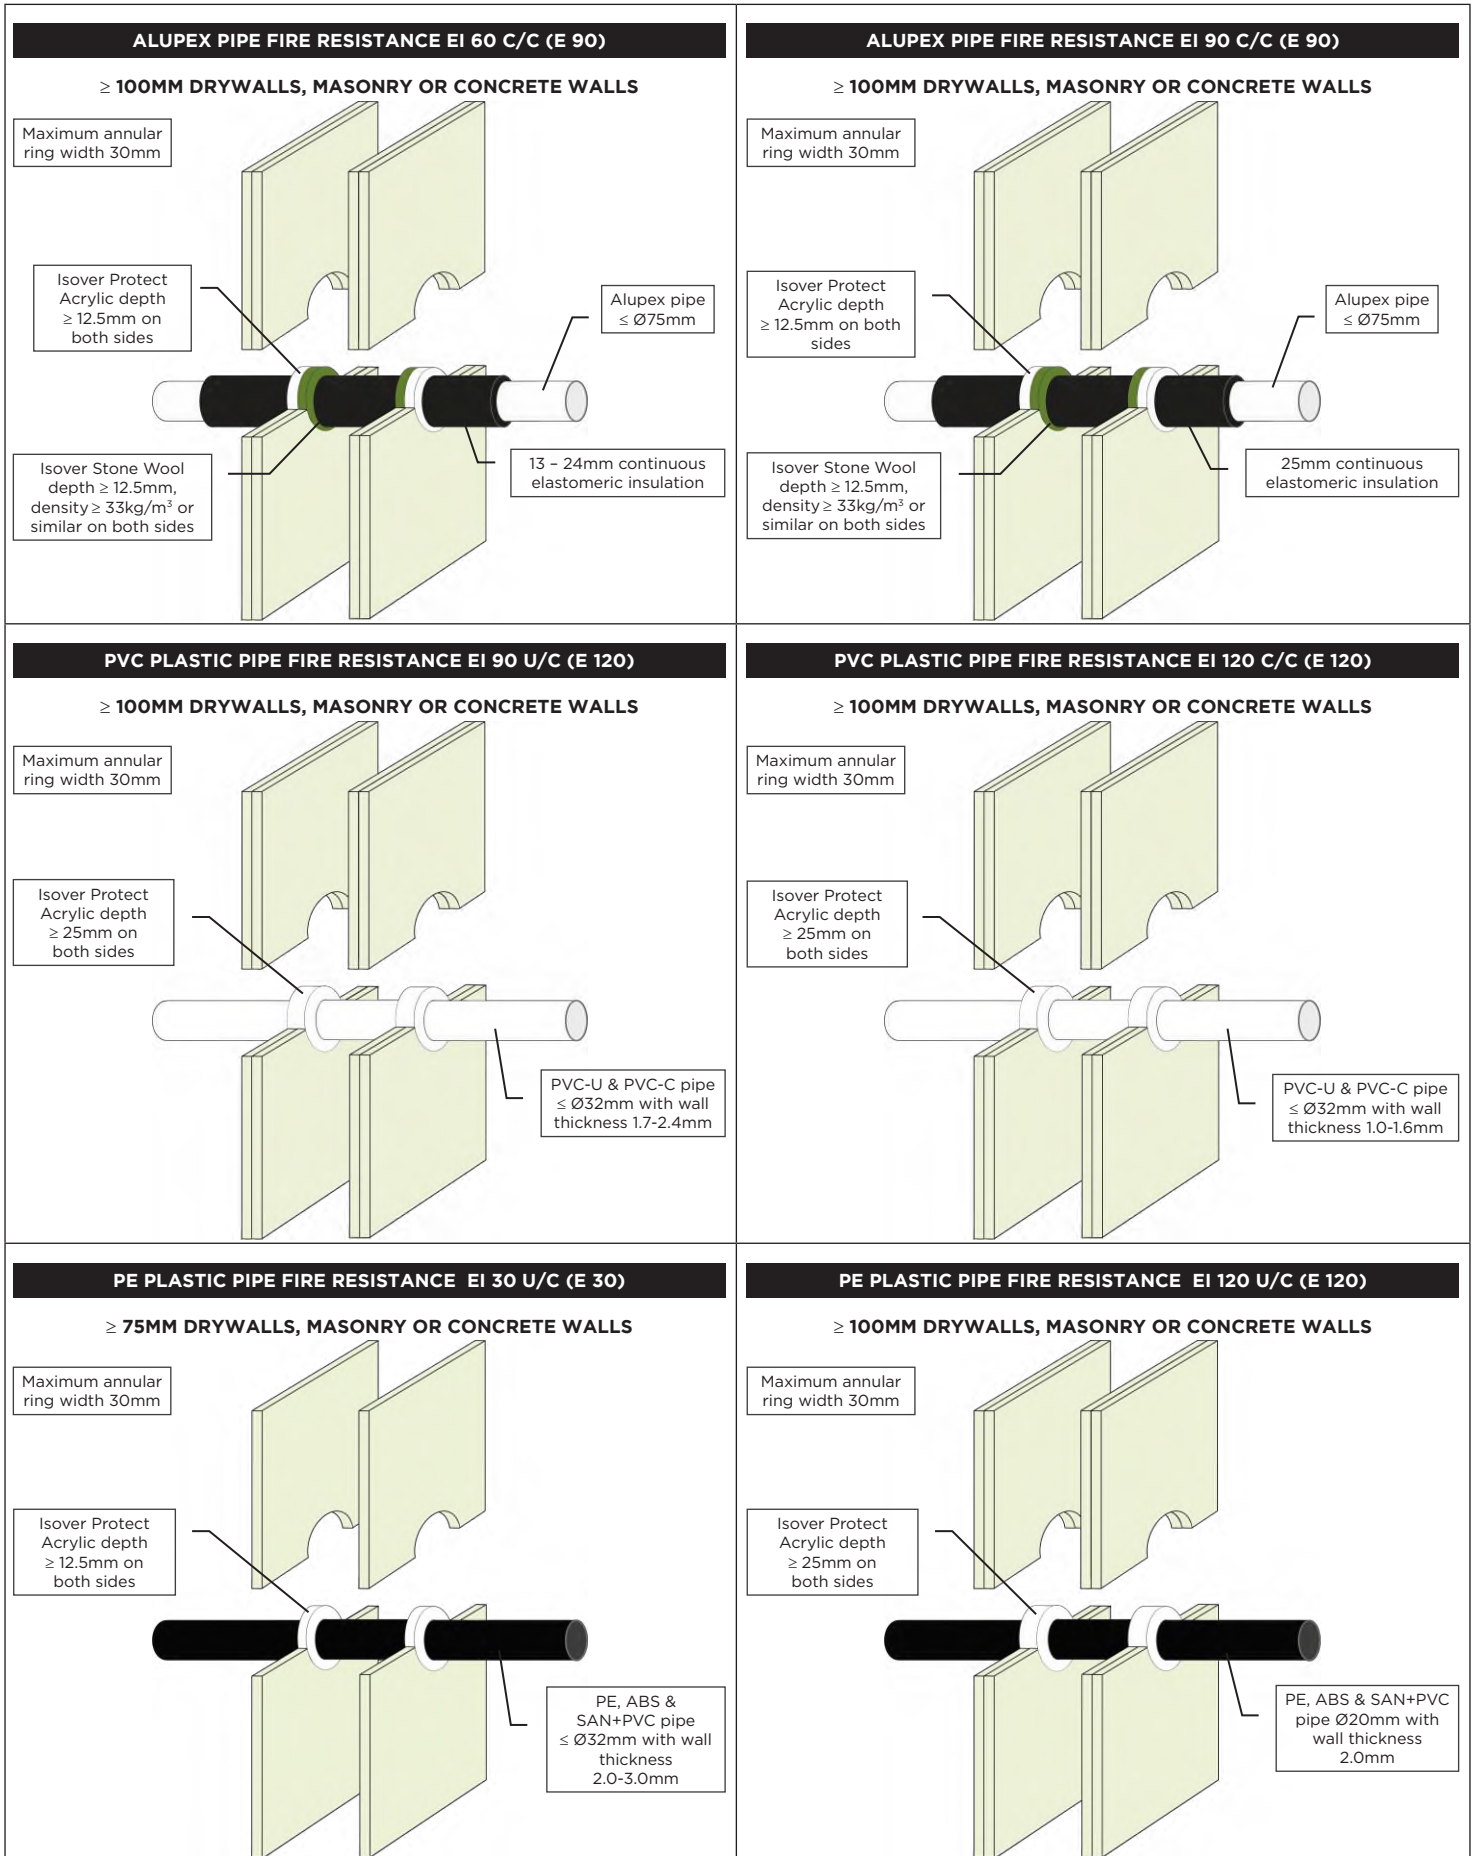 ALUPEX PIPE FIRE RESISTANCE EI 60 C/C (E 90)
≥ 100MM DRYWALLS, MASONRY OR CONCRETE WALLS
Maximum annular
ring width 30mm
Isover Protect
Acrylic depth
≥ 12.5mm on
both sides
Alupex pipe
≤ Ø75mm
Isover Stone Wool
depth ≥ 12.5mm,
density ≥ 33kg/m³ or
similar on both sides
13 – 24mm continuous
elastomeric insulation
ALUPEX PIPE FIRE RESISTANCE EI 90 C/C (E 90)
≥ 100MM DRYWALLS, MASONRY OR CONCRETE WALLS
Maximum annular
ring width 30mm
Isover Protect
Acrylic depth
≥ 12.5mm on both
sides
Alupex pipe
≤ Ø75mm
Isover Stone Wool
depth ≥ 12.5mm,
density ≥ 33kg/m³ or
similar on both sides
25mm continuous
elastomeric insulation
PVC PLASTIC PIPE FIRE RESISTANCE EI 90 U/C (E 120)
≥ 100MM DRYWALLS, MASONRY OR CONCRETE WALLS
Maximum annular
ring width 30mm
Isover Protect
Acrylic depth
≥ 25mm on
both sides
PVC-U & PVC-C pipe
≤ Ø32mm with wall
thickness 1.7-2.4mm
PVC PLASTIC PIPE FIRE RESISTANCE EI 120 C/C (E 120)
≥ 100MM DRYWALLS, MASONRY OR CONCRETE WALLS
Maximum annular
ring width 30mm
Isover Protect
Acrylic depth
≥ 25mm on
both sides
PVC-U & PVC-C pipe
≤ Ø32mm with wall
thickness 1.0-1.6mm
PE PLASTIC PIPE FIRE RESISTANCE EI 30 U/C (E 30)
≥ 75MM DRYWALLS, MASONRY OR CONCRETE WALLS
Maximum annular
ring width 30mm
Isover Protect
Acrylic depth
≥ 12.5mm on
both sides
PE, ABS &
SAN+PVC pipe
≤ Ø32mm with wall
thickness
2.0-3.0mm
PE PLASTIC PIPE FIRE RESISTANCE EI 120 U/C (E 120)
≥ 100MM DRYWALLS, MASONRY OR CONCRETE WALLS
Maximum annular
ring width 30mm
Isover Protect
Acrylic depth
≥ 25mm on
both sides
PE, ABS & SAN+PVC
pipe Ø20mm with
wall thickness
2.0mm